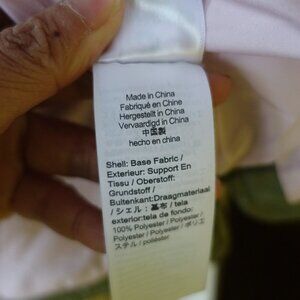 Made in China
Fabriqué en Chine
Hergestellt in China
Vervaardigd in China
中国製
hecho en china
Shell: Base Fabric /
Exterieur: Support En
Tissu / Oberstoff:
Grundstoff /
Buitenkant:Draagmateriaal
/ シェル : 基布 / tela
exterior:tela de fondo:
100% Polyester / Polyester /
Polyester / Polyester / ポリエ
ステル / poliéster